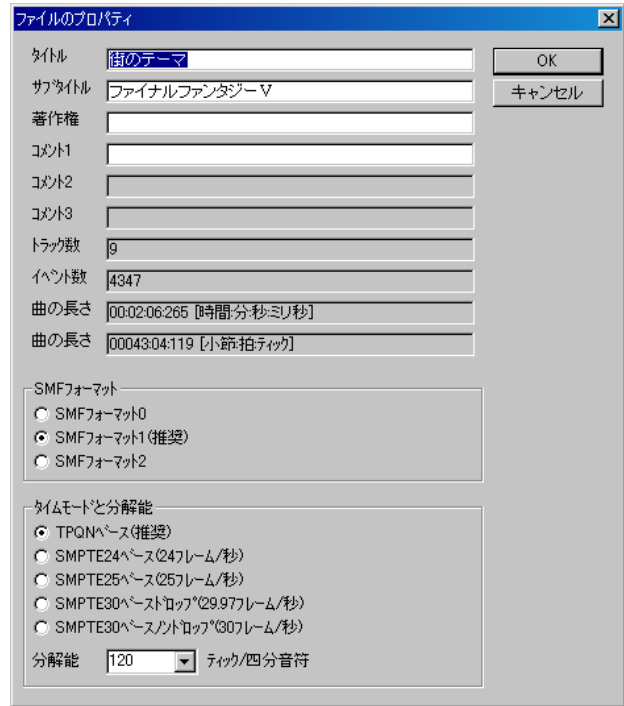 ファイルのプロパティ
ﾀｲﾄﾙ 街のテーマ OK
ｻﾌﾞﾀｲﾄﾙ ファイナルファンタジーⅤ キャンセル
著作権
ｺﾒﾝﾄ1
ｺﾒﾝﾄ2
ｺﾒﾝﾄ3
ﾄﾗｯｸ数 9
ｲﾍﾞﾝﾄ数 4347
曲の長さ 00:02:06:265 [時間:分:秒:ミリ秒]
曲の長さ 00043:04:119 [小節:拍:ﾃｨｯｸ]
SMFﾌｫｰﾏｯﾄ
SMFﾌｫｰﾏｯﾄ0
SMFﾌｫｰﾏｯﾄ1(推奨)
SMFﾌｫｰﾏｯﾄ2
ﾀｲﾑﾓｰﾄﾞと分解能
TPQNﾍﾞｰｽ(推奨)
SMPTE24ﾍﾞｰｽ(24フレーム/秒)
SMPTE25ﾍﾞｰｽ(25フレーム/秒)
SMPTE30ﾍﾞｰｽﾄﾞﾛｯﾌﾟ(29.97フレーム/秒)
SMPTE30ﾍﾞｰｽﾉﾝﾄﾞﾛｯﾌﾟ(30フレーム/秒)
分解能 120 ﾃｨｯｸ/四分音符